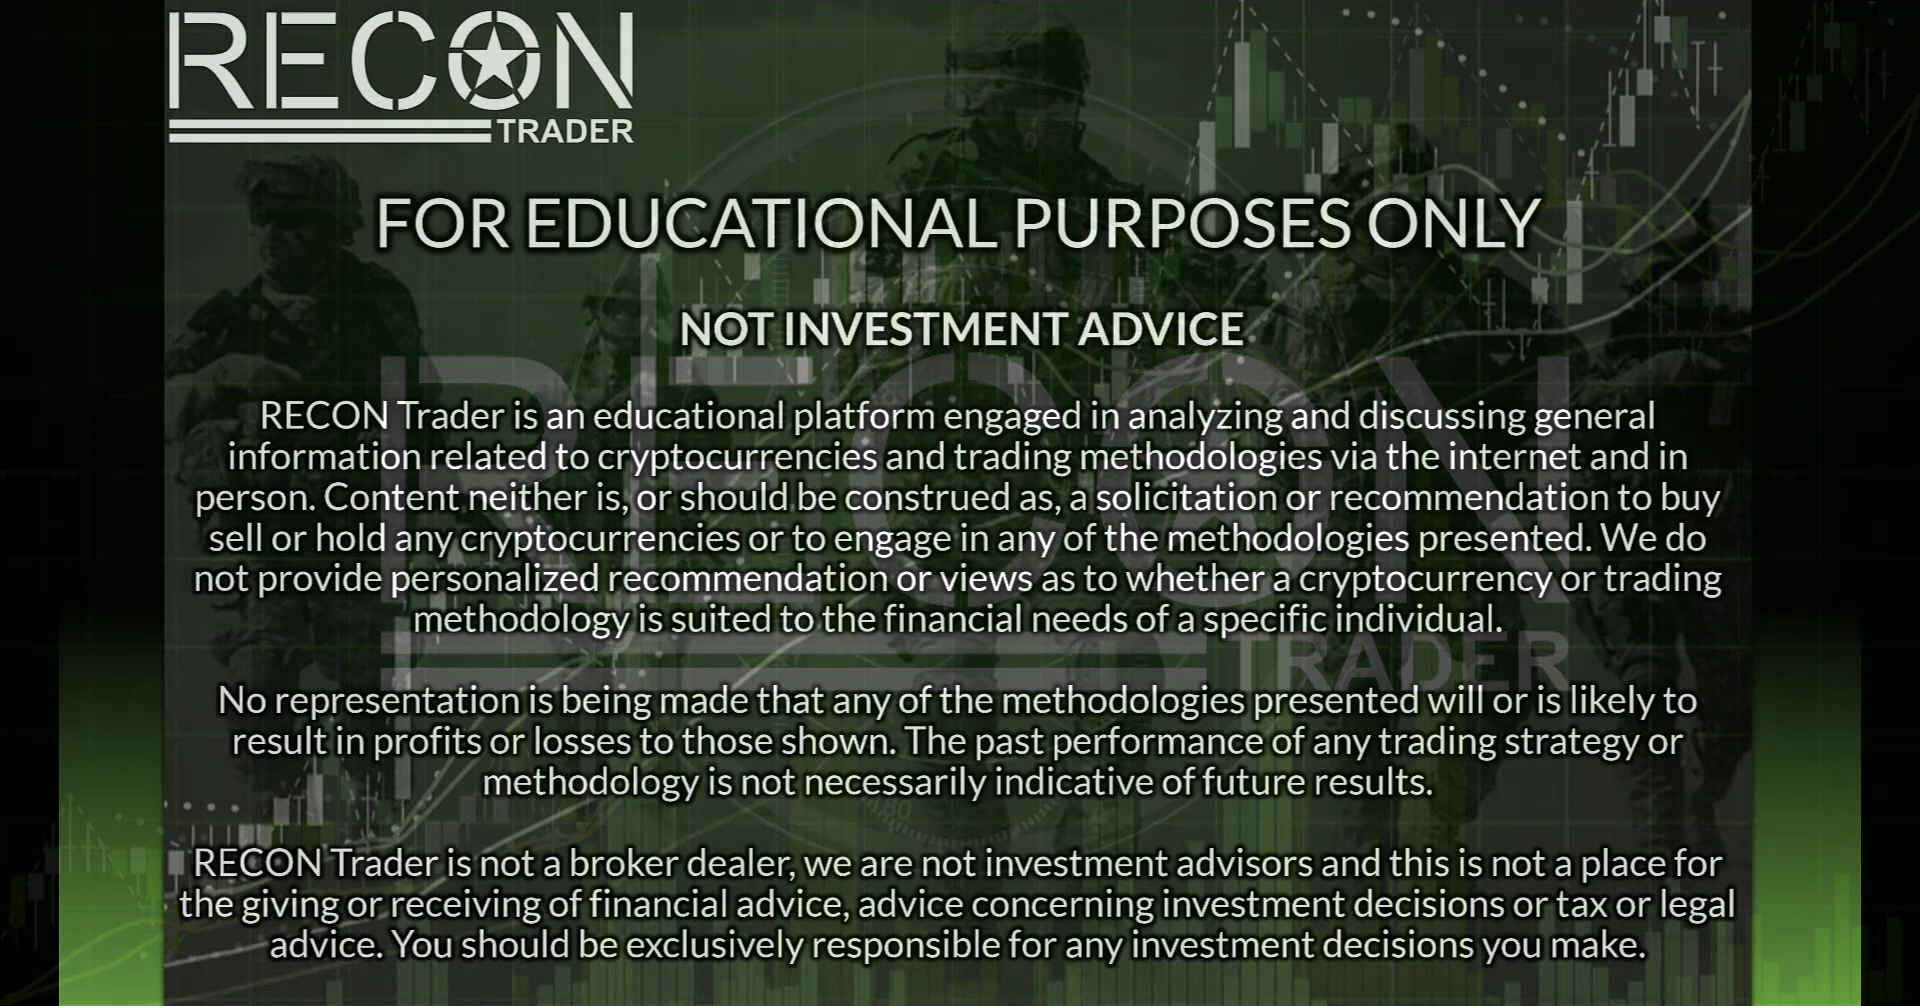 RECON
TRADER
FOR EDUCATIONAL PURPOSES ONLY
NOT INVESTMENT ADVICE
RECON Trader is an educational platform engaged in analyzing and discussing general
information related to cryptocurrencies and trading methodologies via the internet and in
person. Content neither is, or should be construed as, a solicitation or recommendation to buy
sell or hold any cryptocurrencies or to engage in any of the methodologies presented. We do
not provide personalized recommendation or views as to whether a cryptocurrency or trading
methodology is suited to the financial needs of a specific individual.
RECON
TRADER
No representation is being made that any of the methodologies presented will or is likely to
result in profits or losses to those shown. The past performance of any trading strategy or
methodology is not necessarily indicative of future results.
RECON Trader is not a broker dealer, we are not investment advisors and this is not a place for
the giving or receiving of financial advice, advice concerning investment decisions or tax or legal
advice. You should be exclusively responsible for any investment decisions you make.